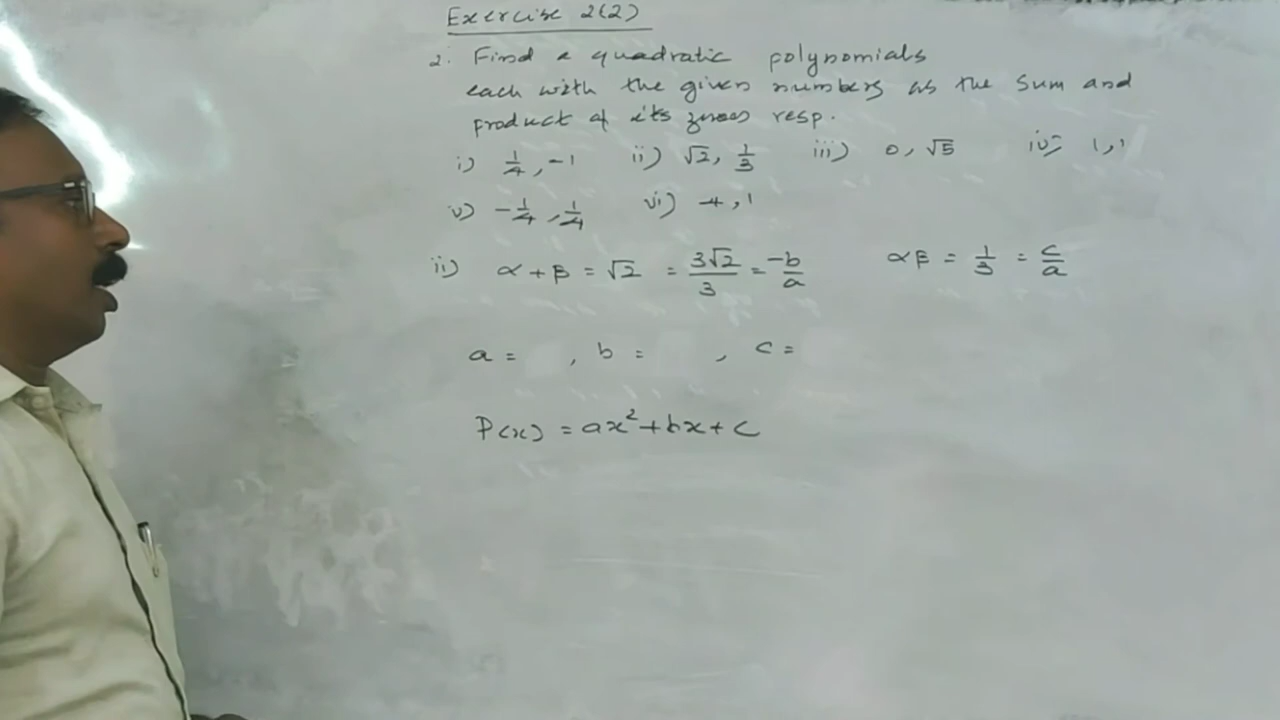 Exercise 2(2)
2. Find a quadratic polynomials
each with the given numbers as the sum and
product of its zeroes resp.
i) 1/4, -1 ii) √2, 1/3 iii) 0, √5 iv) 1, 1
v) -1/4, 1/4 vi) 4, 1
ii) α + β = √2 = 3√2/3 = -b/a αβ = 1/3 = c/a
a = , b = , c =
P(x) = ax²+bx+c